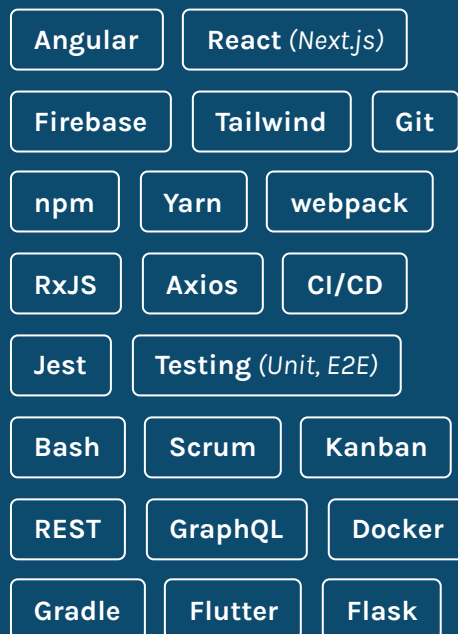 Angular React (Next.js)
Firebase Tailwind Git
npm Yarn webpack
RxJS Axios CI/CD
Jest Testing (Unit, E2E)
Bash Scrum Kanban
REST GraphQL Docker
Gradle Flutter Flask